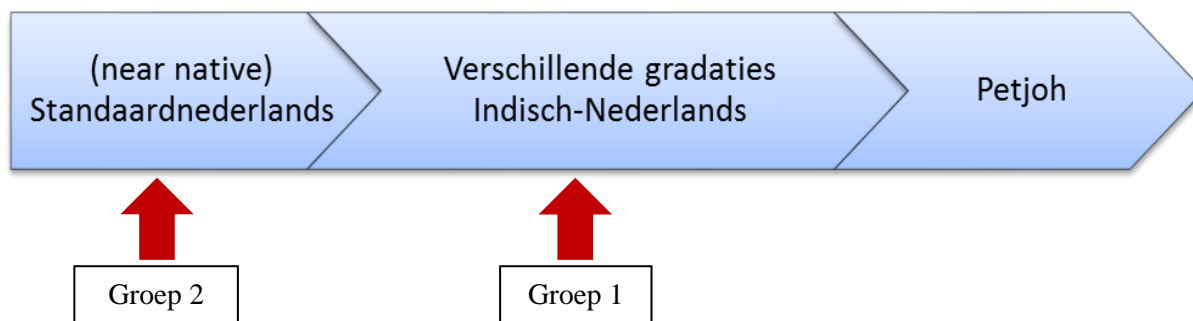 (near native)
Standaardnederlands
Verschillende gradaties
Indisch-Nederlands
Petjoh
Groep 2
Groep 1